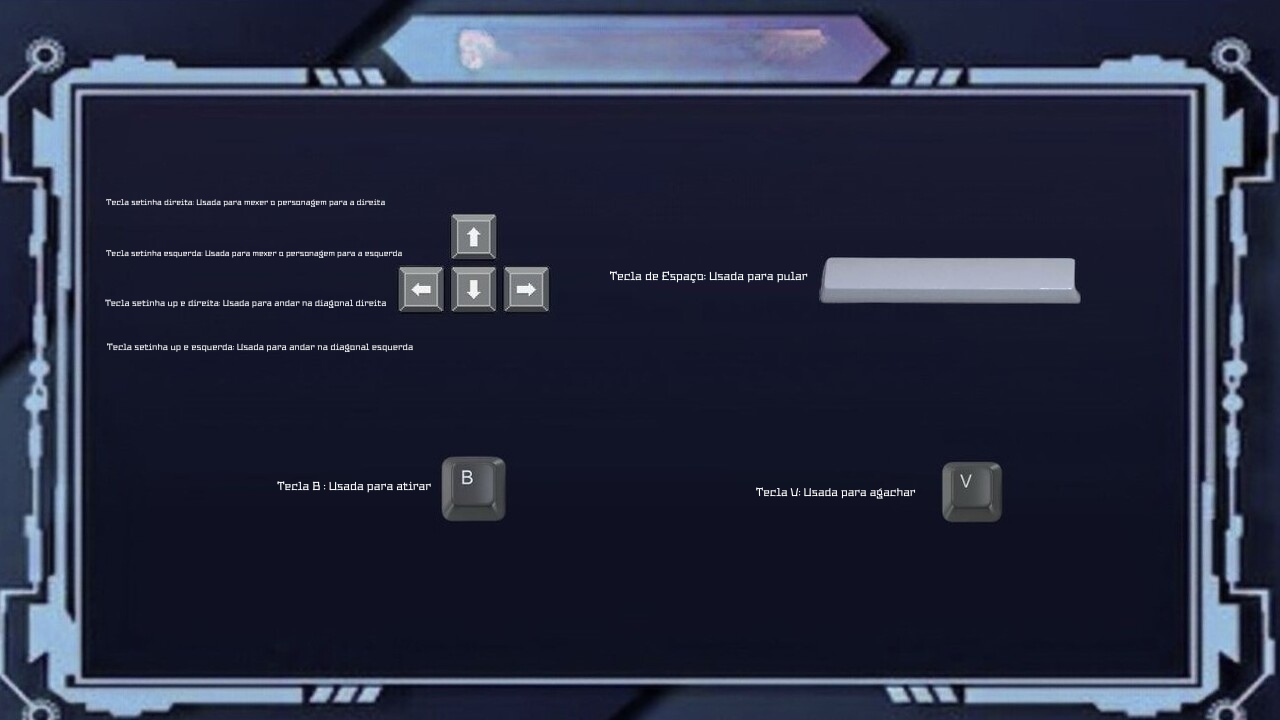 Tecla setinha direita: Usada para mexer o personagem para a direita
Tecla setinha esquerda: Usada para mexer o personagem para a esquerda
Tecla setinha up e direita: Usada para andar na diagonal direita
Tecla setinha up e esquerda: Usada para andar na diagonal esquerda
Tecla de Espaço: Usada para pular
Tecla B : Usada para atirar
B
Tecla V: Usada para agachar
V